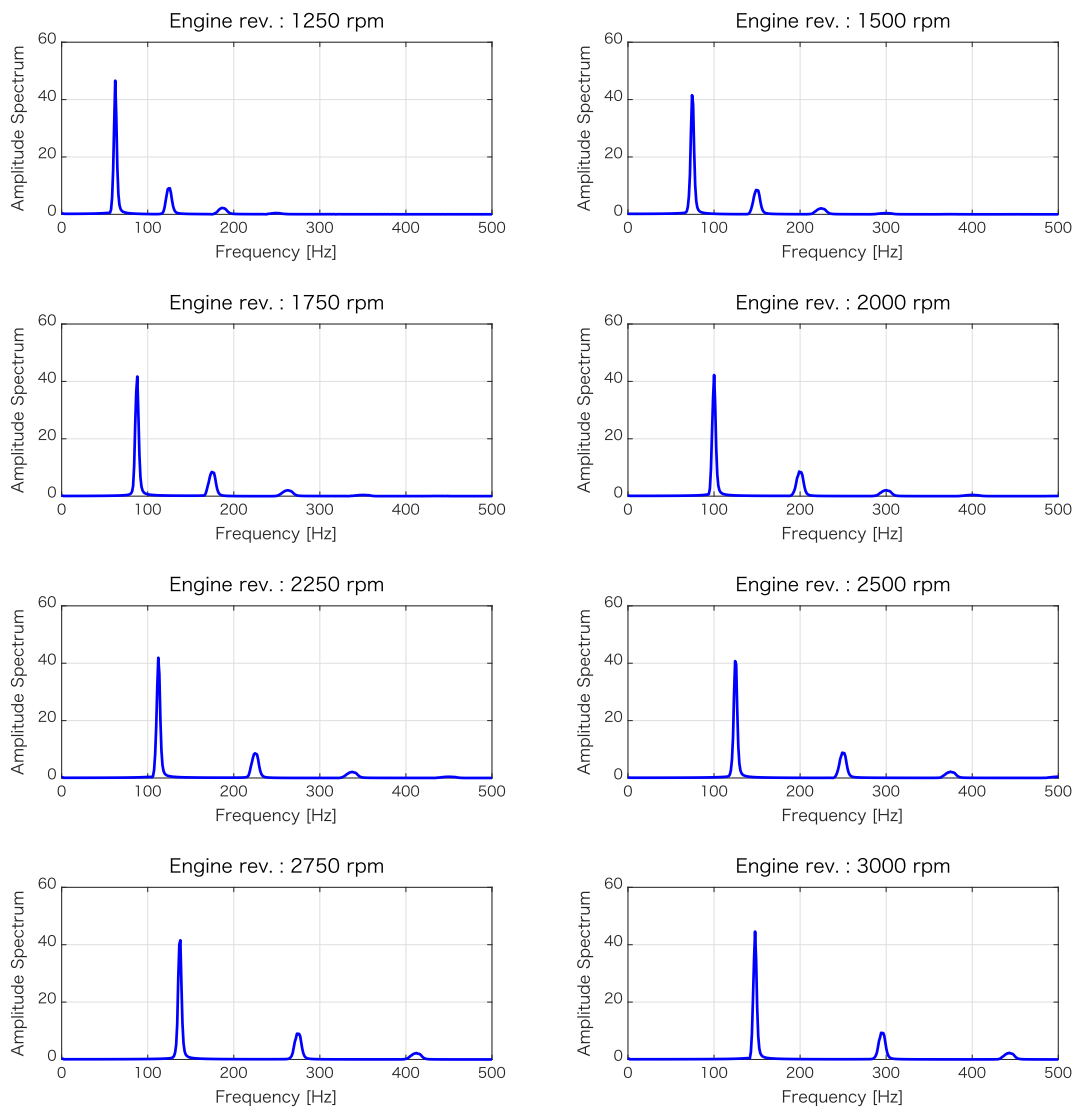 Engine rev. : 1250 rpm
Amplitude Spectrum
60
40
20
0
0 100 200 300 400 500
Frequency [Hz]
Engine rev. : 1500 rpm
Amplitude Spectrum
60
40
20
0
0 100 200 300 400 500
Frequency [Hz]
Engine rev. : 1750 rpm
Amplitude Spectrum
60
40
20
0
0 100 200 300 400 500
Frequency [Hz]
Engine rev. : 2000 rpm
Amplitude Spectrum
60
40
20
0
0 100 200 300 400 500
Frequency [Hz]
Engine rev. : 2250 rpm
Amplitude Spectrum
60
40
20
0
0 100 200 300 400 500
Frequency [Hz]
Engine rev. : 2500 rpm
Amplitude Spectrum
60
40
20
0
0 100 200 300 400 500
Frequency [Hz]
Engine rev. : 2750 rpm
Amplitude Spectrum
60
40
20
0
0 100 200 300 400 500
Frequency [Hz]
Engine rev. : 3000 rpm
Amplitude Spectrum
60
40
20
0
0 100 200 300 400 500
Frequency [Hz]